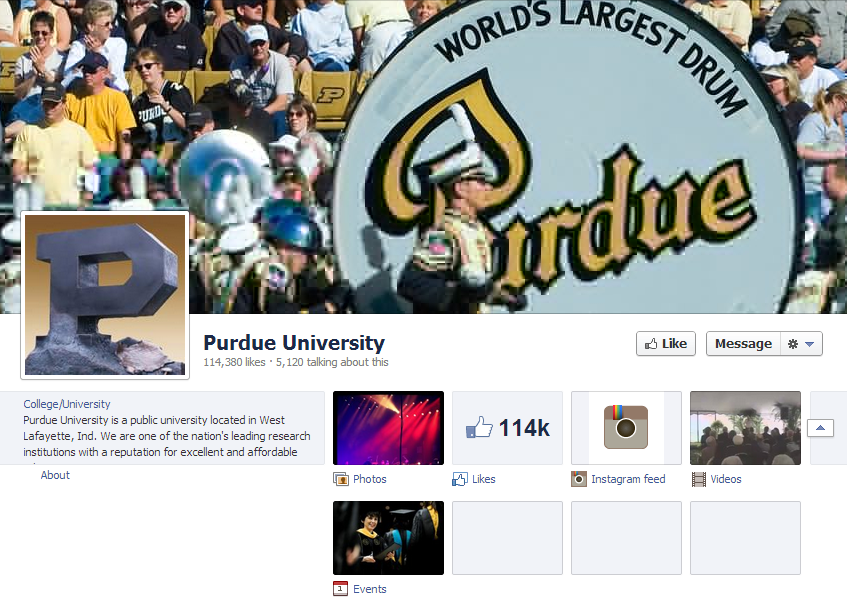 WORLD'S LARGEST DRUM
Purdue
P
PURDUE
P
Purdue University
114,380 likes · 5,120 talking about this
Like
Message
College/University
Purdue University is a public university located in West
Lafayette, Ind. We are one of the nation's leading research
institutions with a reputation for excellent and affordable
About
114k
Photos
Likes
Instagram feed
Videos
1
Events